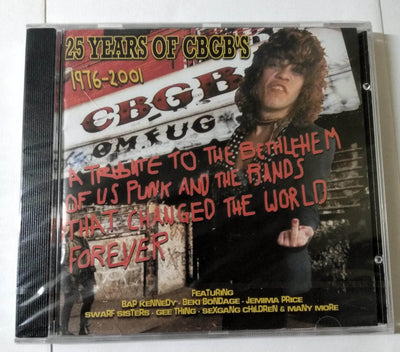 25 YEARS OF CBGB'S
1976-2001
CBGB
OMFUG
A TRIBUTE TO THE BETHLEHEM
OF US PUNK AND THE BANDS
THAT CHANGED THE WORLD
FOREVER
FEATURING
BAP KENNEDY - BEKI BONDAGE - JEMIMA PRICE
SWARF SISTERS - GEE THING - SEXGANG CHILDREN & MANY MORE